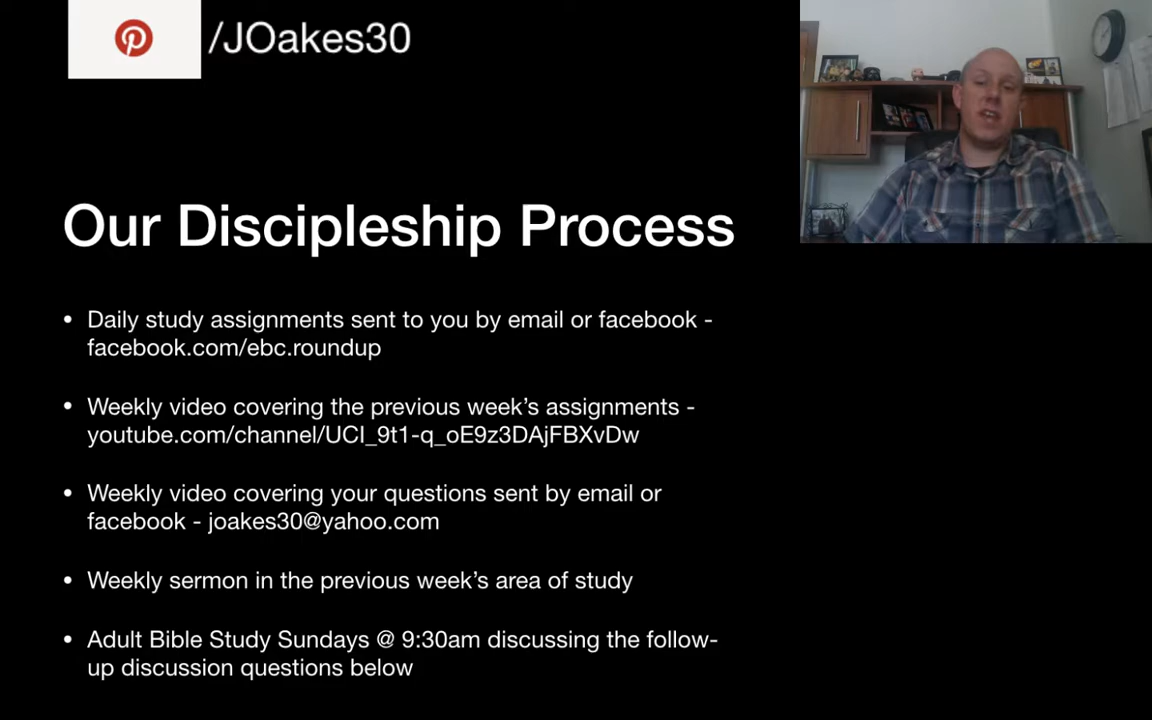 /JOakes30
Our Discipleship Process
• Daily study assignments sent to you by email or facebook -
facebook.com/ebc.roundup
• Weekly video covering the previous week's assignments -
youtube.com/channel/UCI_9t1-q_oE9z3DAjFBXvDw
• Weekly video covering your questions sent by email or
facebook - joakes30@yahoo.com
• Weekly sermon in the previous week's area of study
• Adult Bible Study Sundays @ 9:30am discussing the follow-
up discussion questions below